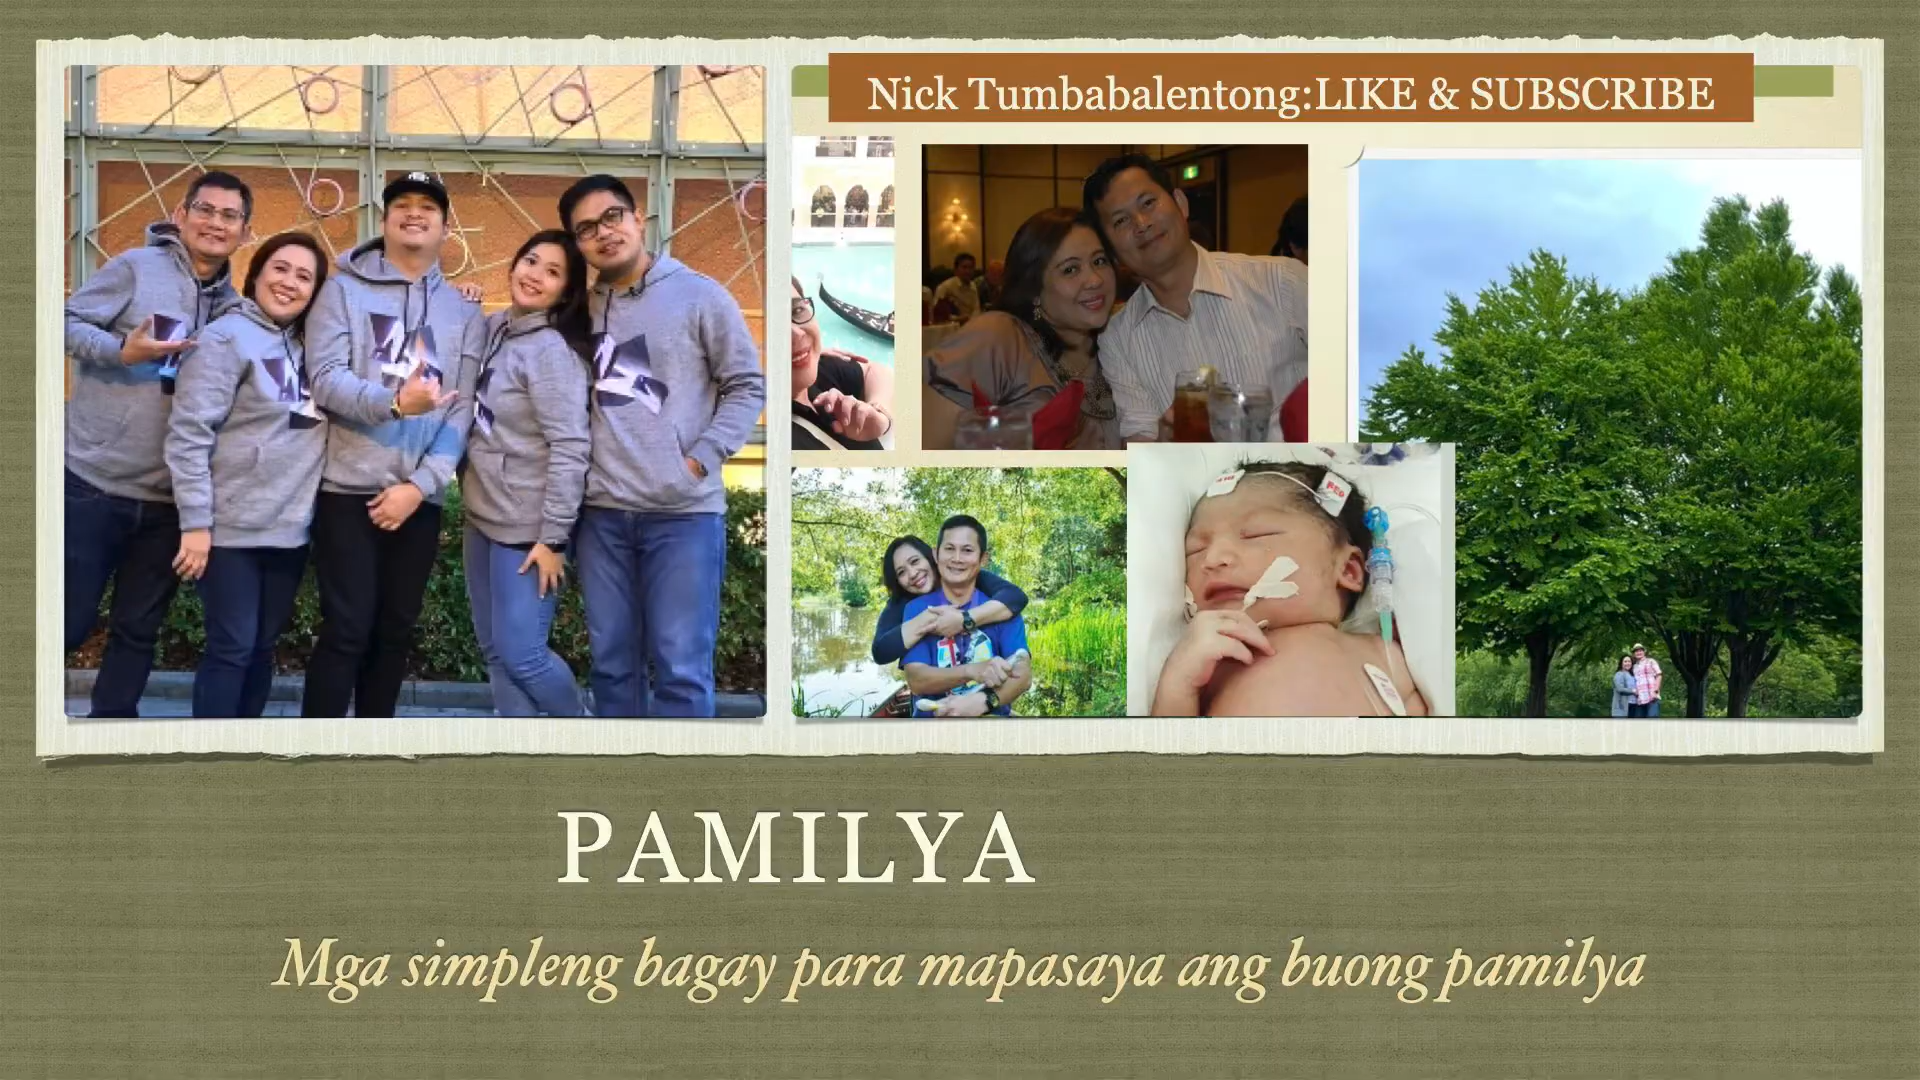 Nick Tumbabalentong:LIKE & SUBSCRIBE
PAMILYA
Mga simpleng bagay para mapasaya ang buong pamilya